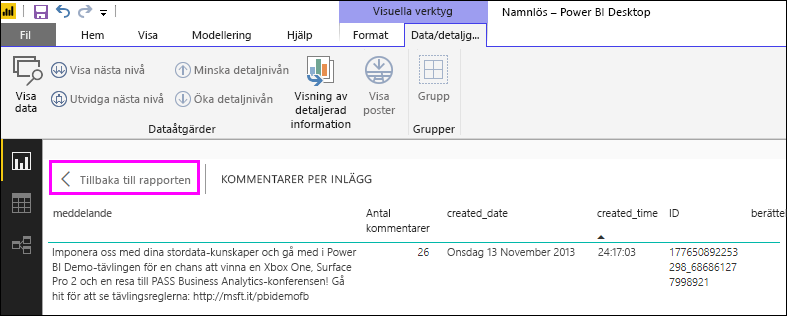 Visuella verktyg
Namnlös – Power BI Desktop
Fil
Hem
Visa
Modellering
Hjälp
Format
Data/detaljg...
Visa data
Visa nästa nivå
Utvidga nästa nivå
Minska detaljnivån
Öka detaljnivån
Visning av detaljerad information
Visa poster
Grupp
Dataåtgärder
Grupper
Tillbaka till rapporten
KOMMENTARER PER INLÄGG
meddelande
Antal kommentarer
created_date
created_time
ID
berätte
Imponera oss med dina stordata-kunskaper och gå med i Power
BI Demo-tävlingen för en chans att vinna en Xbox One, Surface
Pro 2 och en resa till PASS Business Analytics-konferensen! Gå
hit för att se tävlingsreglerna: http://msft.it/pbidemofb
26
Onsdag 13 November 2013
24:17:03
177650892253
298_68686127
7998921